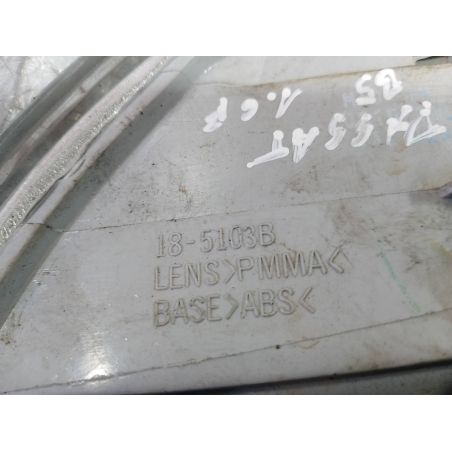 PASSAT
B5
1.6 F
18-5103B
LENS>PMMA<
BASE>ABS<